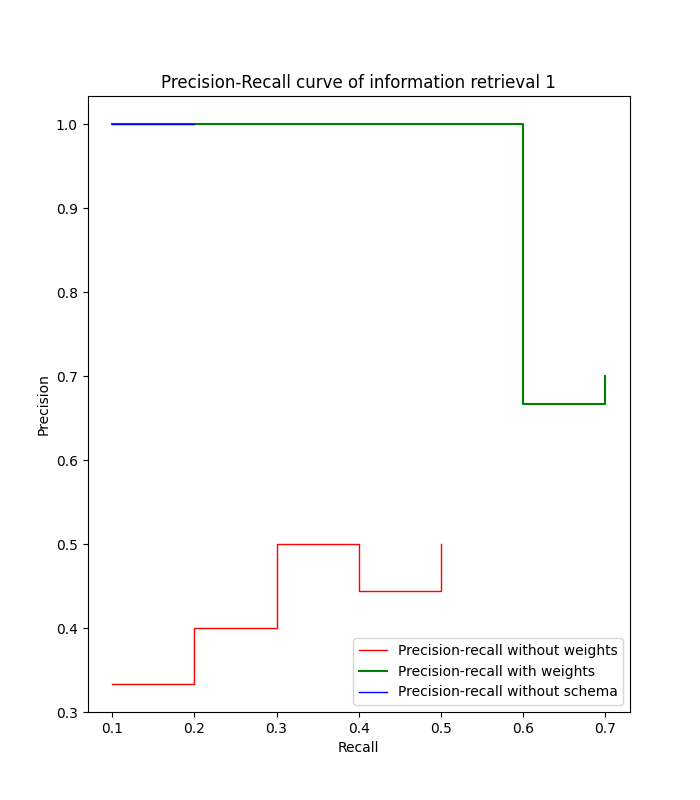 Precision-Recall curve of information retrieval 1
1.0
0.9
0.8
0.7
0.6
0.5
0.4
0.3
Precision
Precision-recall without weights
Precision-recall with weights
Precision-recall without schema
0.1 0.2 0.3 0.4 0.5 0.6 0.7
Recall